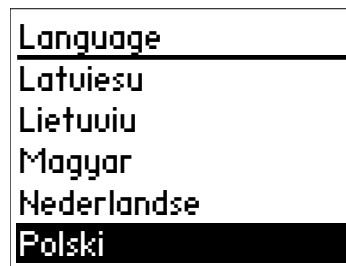 Language
Latviesu
Lietuviu
Magyar
Nederlandse
Polski